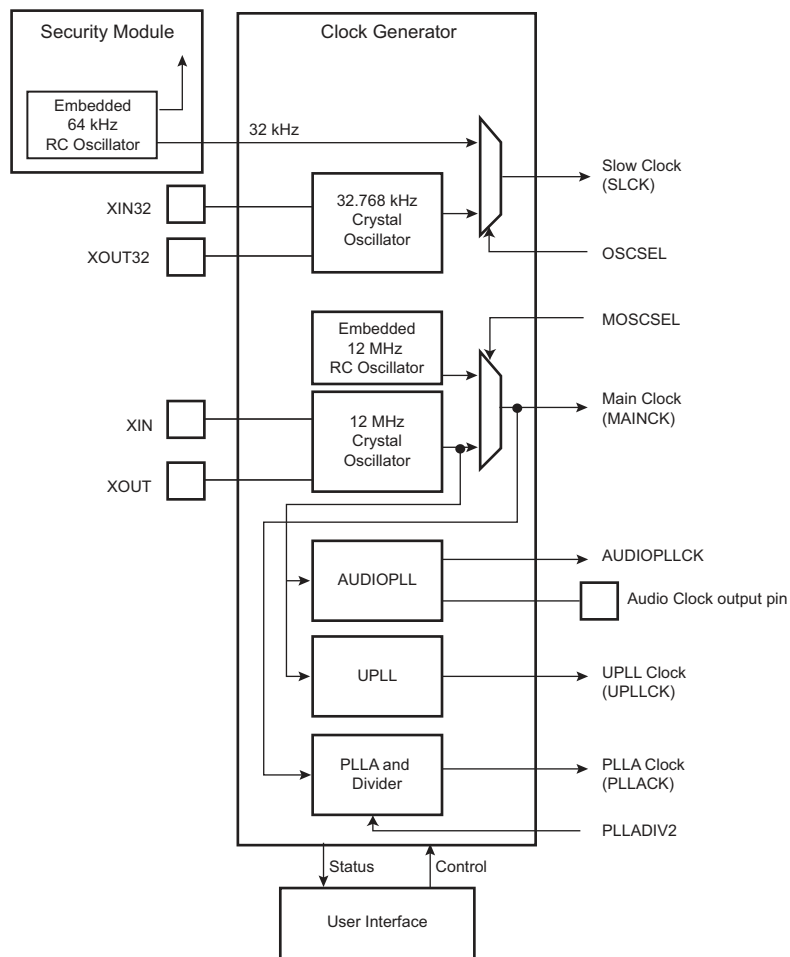 Security Module
Clock Generator
Embedded
64 kHz
RC Oscillator
32 kHz
Slow Clock
(SLCK)
XIN32
32.768 kHz
Crystal
Oscillator
XOUT32
OSCSEL
MOSCSEL
Embedded
12 MHz
RC Oscillator
Main Clock
(MAINCK)
XIN
12 MHz
Crystal
Oscillator
XOUT
AUDIOPLL
AUDIOPLLCK
Audio Clock output pin
UPLL
UPLL Clock
(UPLLCK)
PLLA and
Divider
PLLA Clock
(PLLACK)
PLLADIV2
Status
Control
User Interface